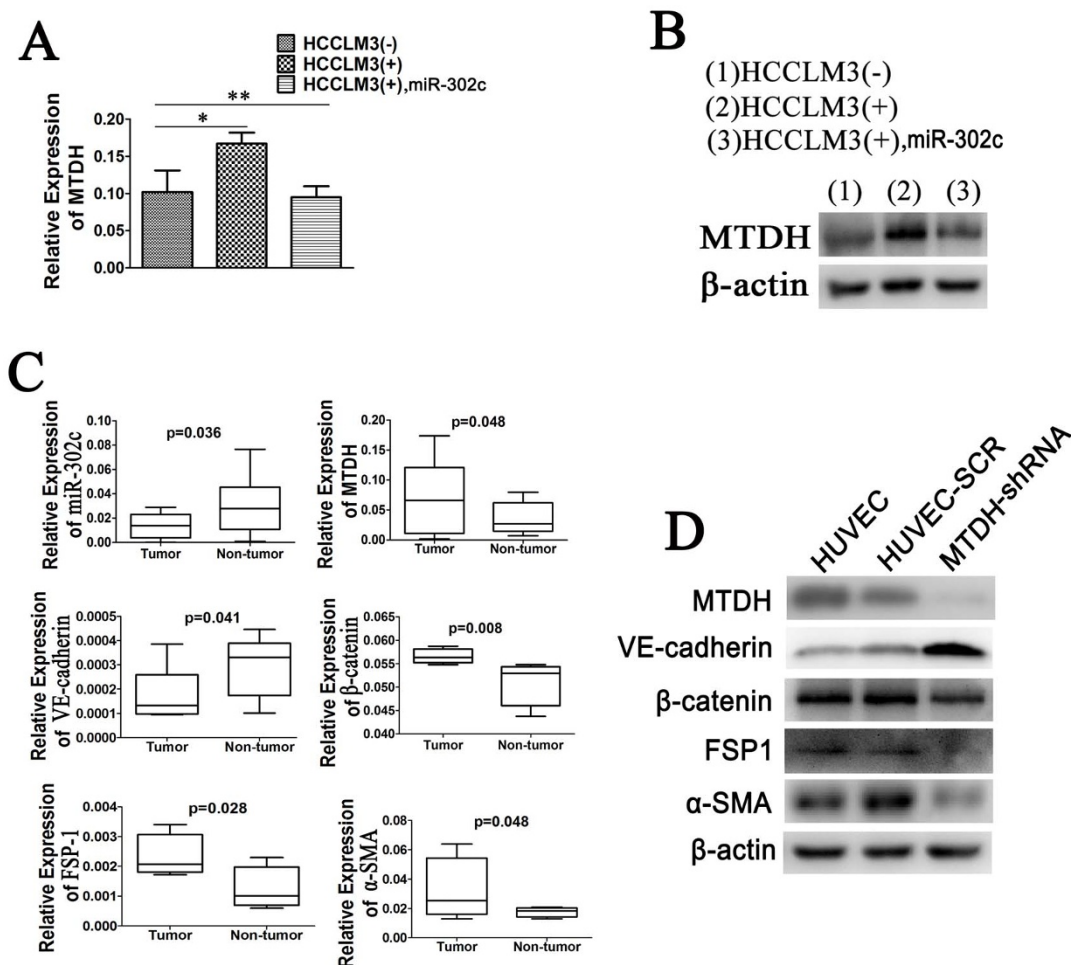 A
HCCLM3(-)
HCCLM3(+)
HCCLM3(+),miR-302c
Relative Expression
of MTDH
0.20
0.15
0.10
0.05
0.00
*
**
B
(1)HCCLM3(-)
(2)HCCLM3(+)
(3)HCCLM3(+),miR-302c
(1) (2) (3)
MTDH
β-actin
C
Relative Expression
of miR-302c
0.10
0.08
0.06
0.04
0.02
0.00
p=0.036
Tumor Non-tumor
Relative Expression
of MTDH
0.20
0.15
0.10
0.05
0.00
p=0.048
Tumor Non-tumor
Relative Expression
of VE-cadherin
0.0005
0.0004
0.0003
0.0002
0.0001
0.0000
p=0.041
Tumor Non-tumor
Relative Expression
of β-catenin
0.065
0.060
0.055
0.050
0.045
0.040
p=0.008
Tumor Non-tumor
Relative Expression
of FSP-1
0.004
0.003
0.002
0.001
0.000
p=0.028
Tumor Non-tumor
Relative Expression
of α-SMA
0.08
0.06
0.04
0.02
0.00
p=0.048
Tumor Non-tumor
D
HUVEC
HUVEC-SCR
MTDH-shRNA
MTDH
VE-cadherin
β-catenin
FSP1
α-SMA
β-actin